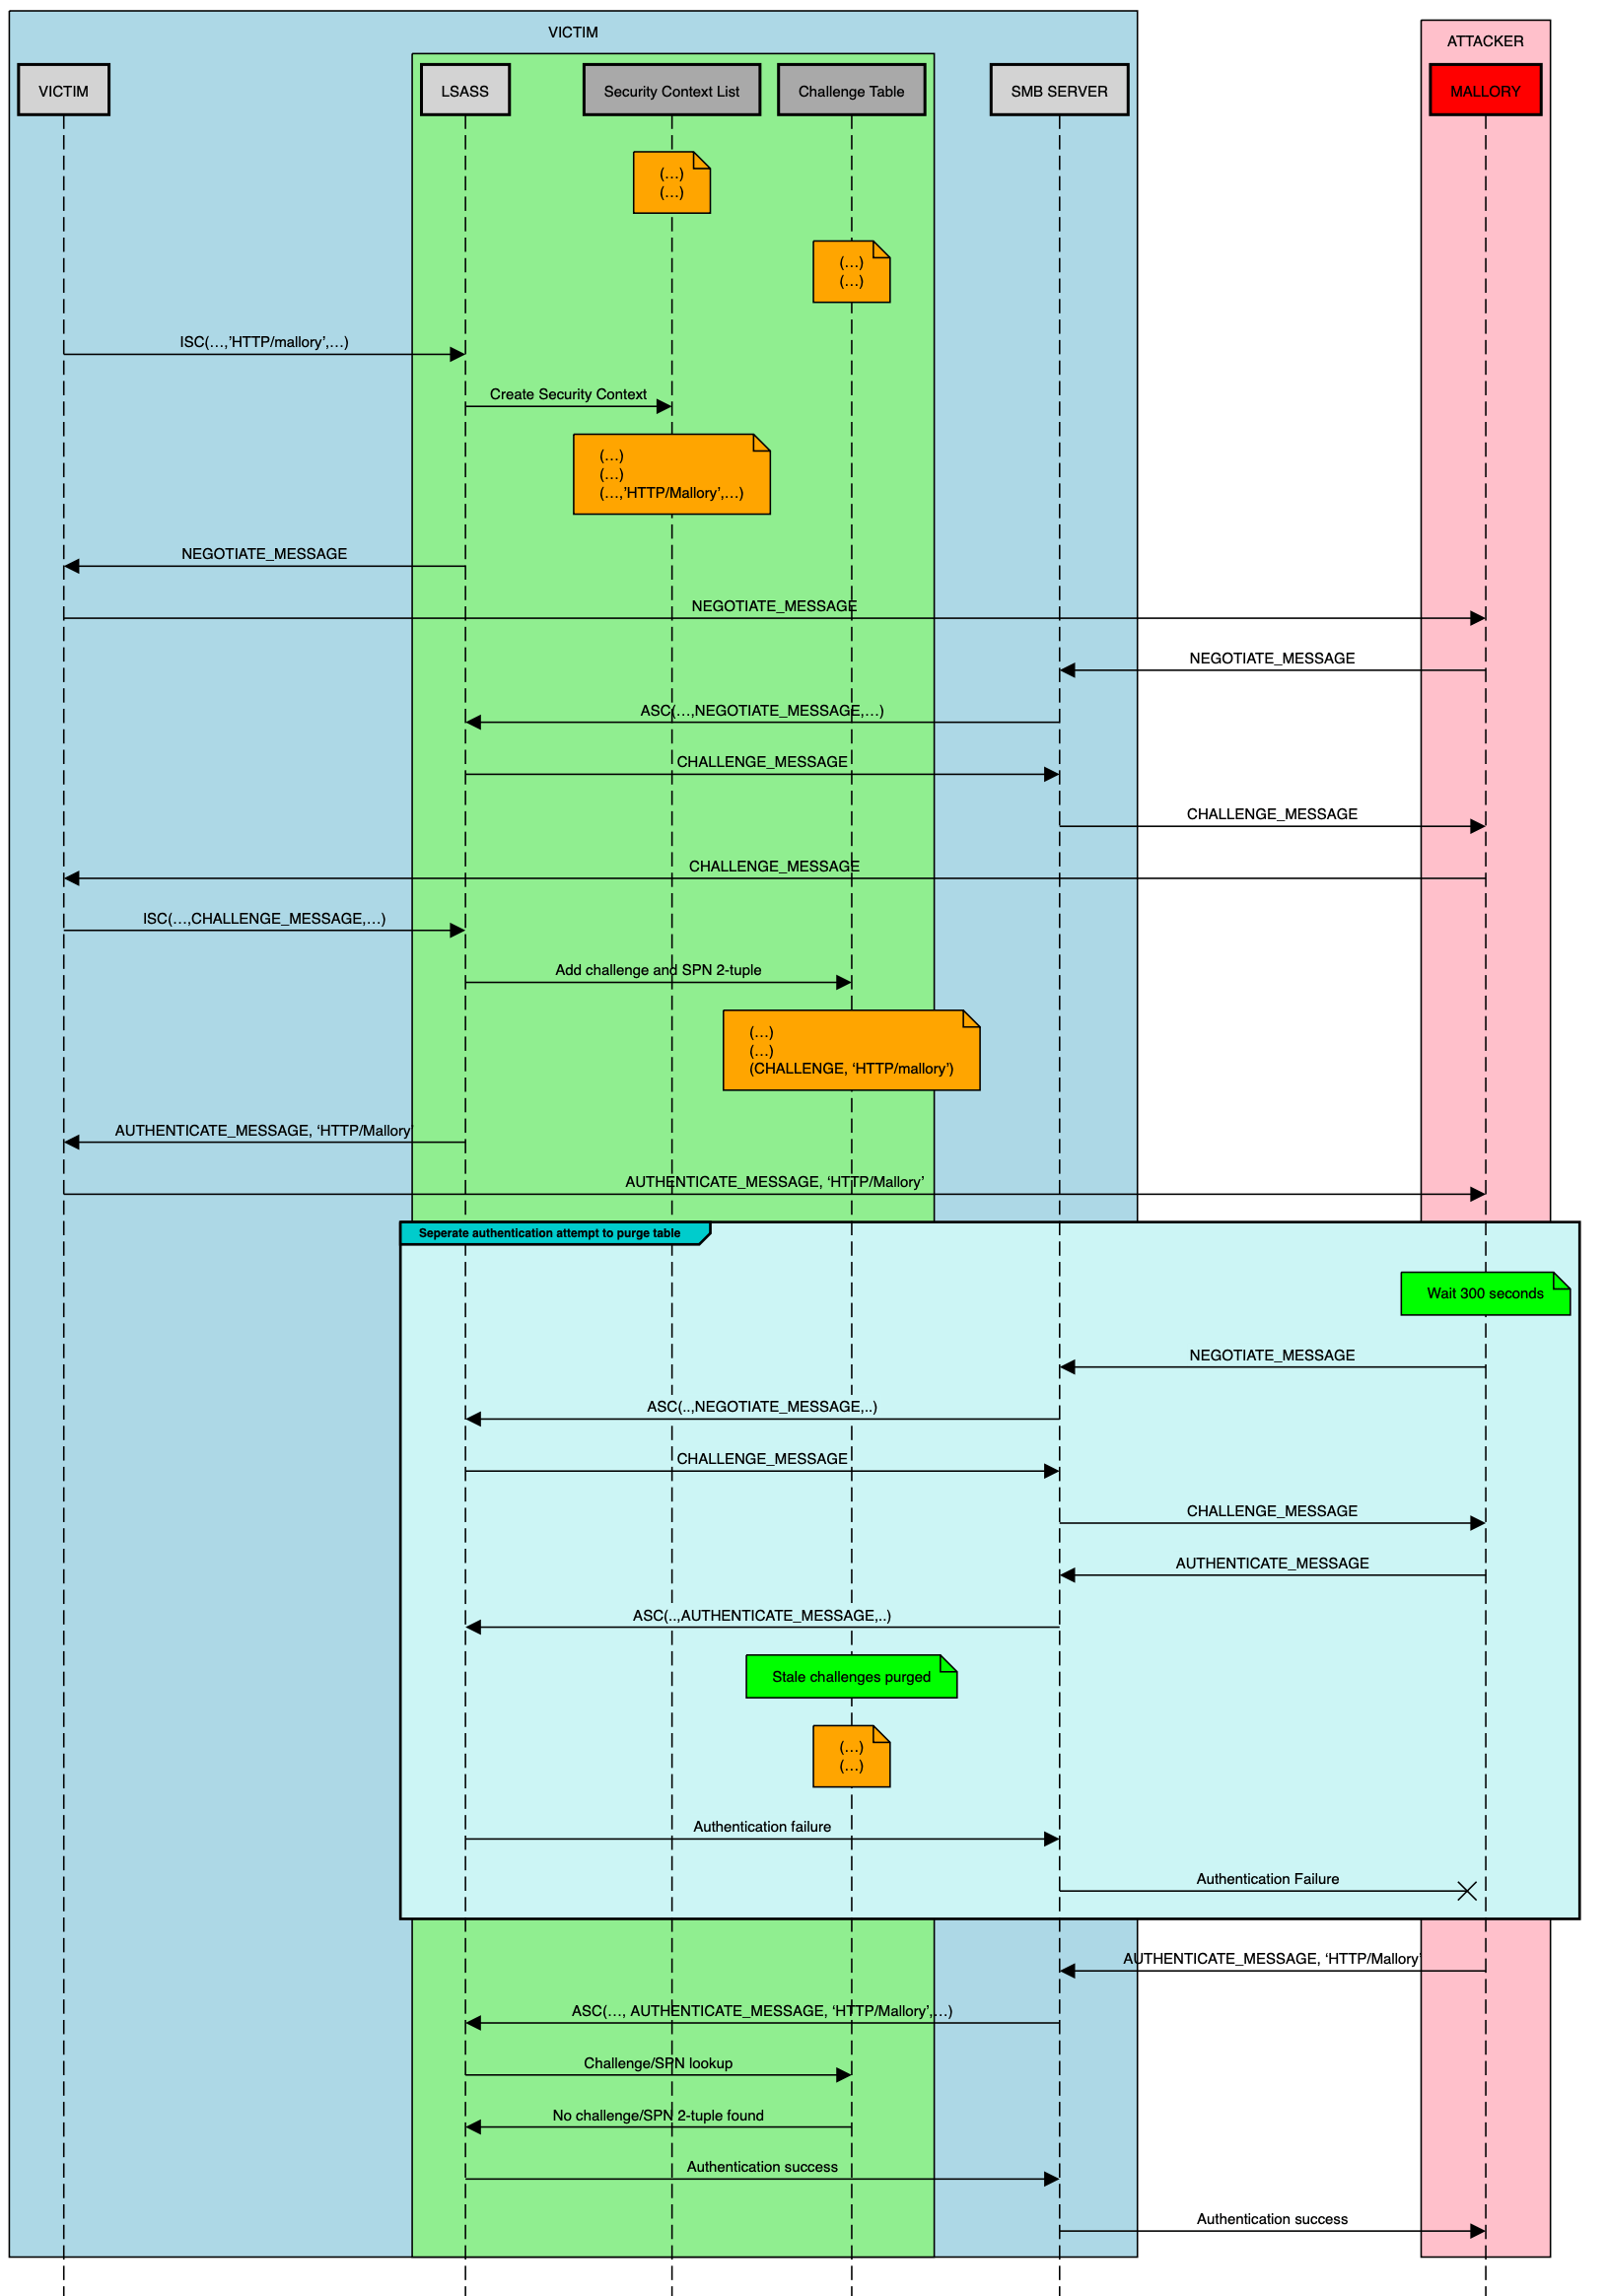 VICTIM
ATTACKER
VICTIM
LSASS
Security Context List
Challenge Table
SMB SERVER
MALLORY
(...)
(...)
(...)
(...)
ISC(...,’HTTP/mallory’,...)
Create Security Context
(...)
(...)
(...,’HTTP/Mallory’,...)
NEGOTIATE_MESSAGE
NEGOTIATE_MESSAGE
NEGOTIATE_MESSAGE
ASC(...,NEGOTIATE_MESSAGE,...)
CHALLENGE_MESSAGE
CHALLENGE_MESSAGE
CHALLENGE_MESSAGE
ISC(...,CHALLENGE_MESSAGE,...)
Add challenge and SPN 2-tuple
(...)
(...)
(CHALLENGE, ‘HTTP/mallory’)
AUTHENTICATE_MESSAGE, ‘HTTP/Mallory’
AUTHENTICATE_MESSAGE, ‘HTTP/Mallory’
Seperate authentication attempt to purge table
Wait 300 seconds
NEGOTIATE_MESSAGE
ASC(..,NEGOTIATE_MESSAGE,..)
CHALLENGE_MESSAGE
CHALLENGE_MESSAGE
AUTHENTICATE_MESSAGE
ASC(..,AUTHENTICATE_MESSAGE,..)
Stale challenges purged
(...)
(...)
Authentication failure
Authentication Failure
AUTHENTICATE_MESSAGE, ‘HTTP/Mallory’
ASC(..., AUTHENTICATE_MESSAGE, ‘HTTP/Mallory’,...)
Challenge/SPN lookup
No challenge/SPN 2-tuple found
Authentication success
Authentication success